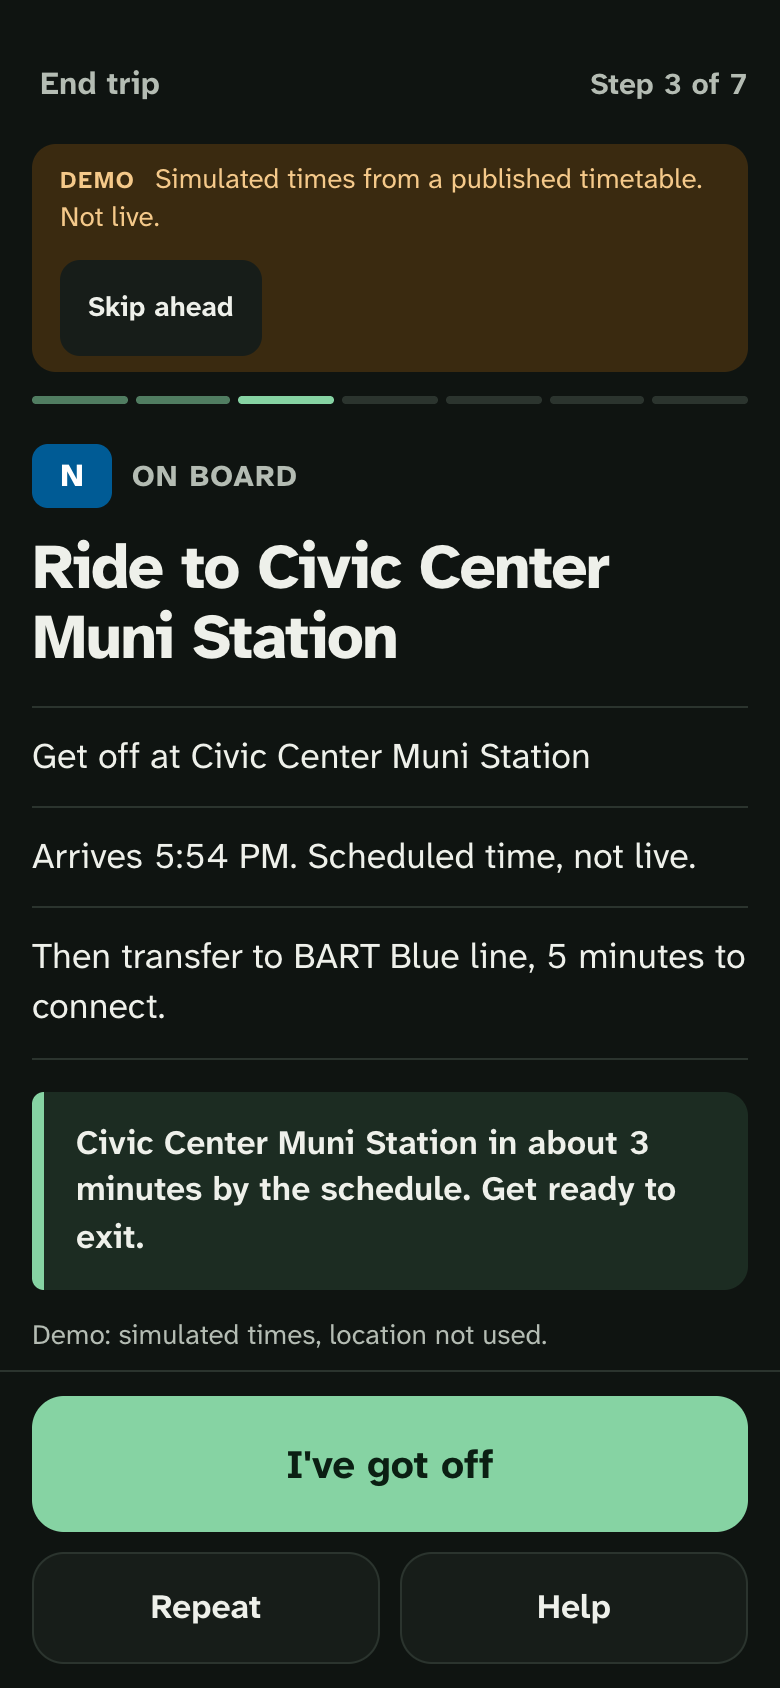 End trip
Step 3 of 7
DEMO Simulated times from a published timetable.
Not live.
Skip ahead
N ON BOARD
Ride to Civic Center
Muni Station
Get off at Civic Center Muni Station
Arrives 5:54 PM. Scheduled time, not live.
Then transfer to BART Blue line, 5 minutes to
connect.
Civic Center Muni Station in about 3
minutes by the schedule. Get ready to
exit.
Demo: simulated times, location not used.
I've got off
Repeat
Help